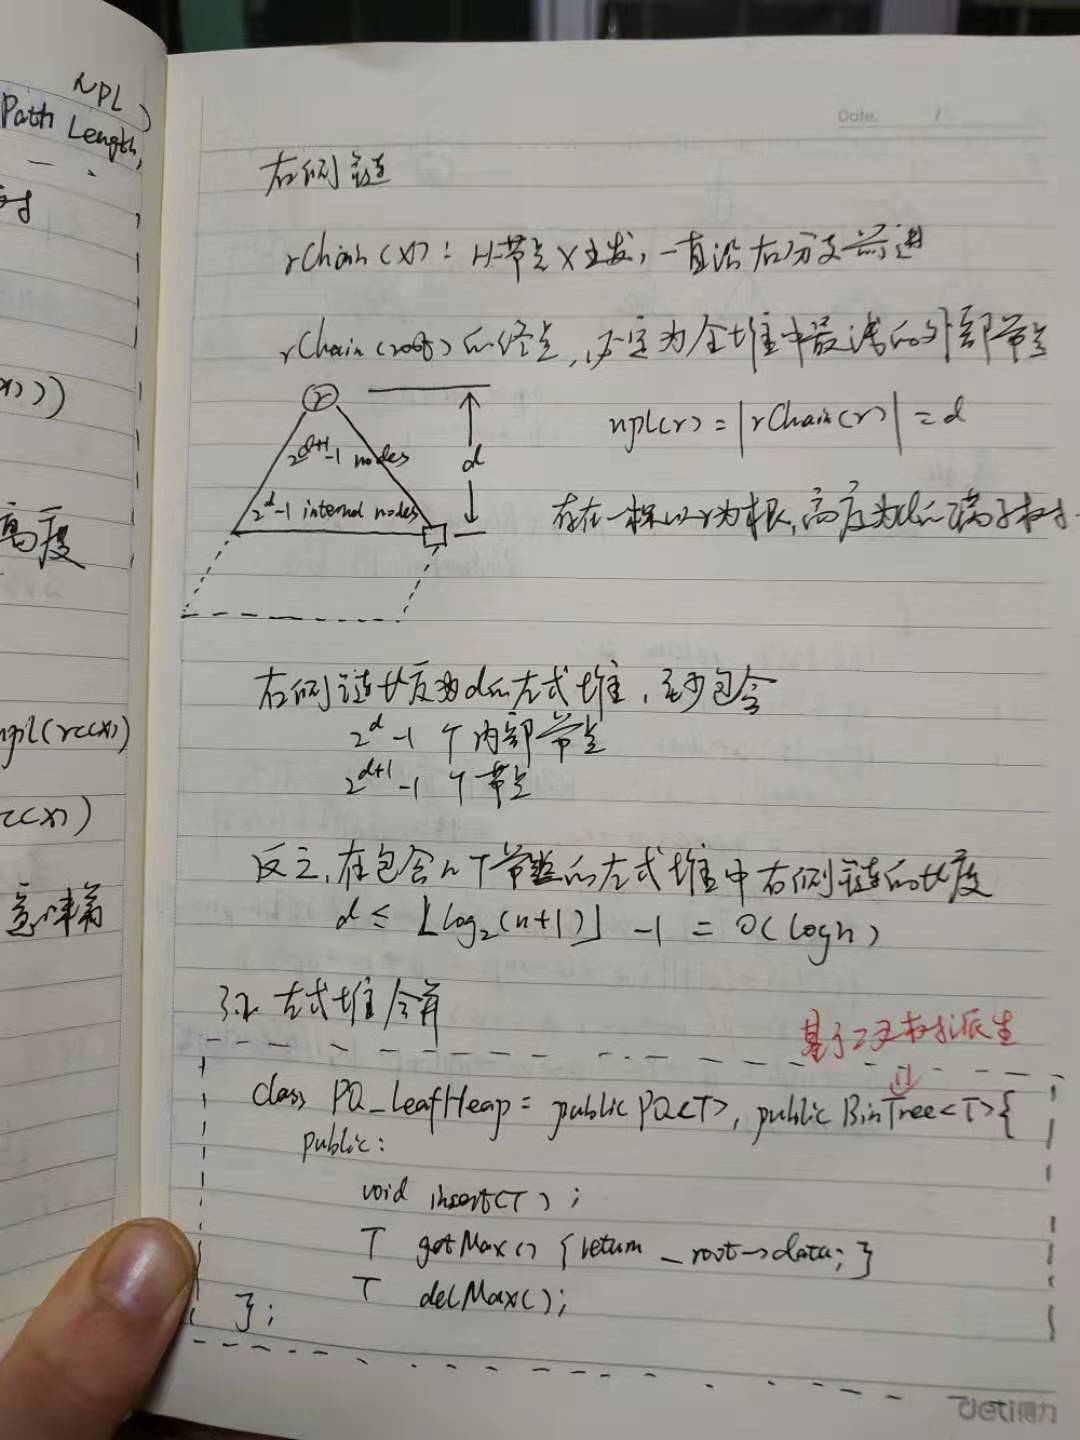 NPL)
Path Length,
高度
npl(rc(x))
rc(x))
意味着
Date. /
右侧链
rChain(x): 从节点x出发,一直沿右分支前进
rChain(root)的终点,必定为全堆中最浅的外部节点
r
2^{d+1}-1 nodes
d
npl(r) = |rChain(r)| = d
2^d-1 internal nodes
存在一棵以r为根,高度为d的满子树
右侧链长度为d的左式堆,至少包含
2^d-1 个内部节点
2^{d+1}-1 个节点
反之,在包含n个节点的左式堆中右侧链的长度
d ≤ ⌊log₂(n+1)⌋ -1 = O(logn)
3.2 左式堆合并
基于二叉树派生
class PQ_LeafHeap = public PQ<T>, public BinTree<T>{
public:
void insert(T);
T getMax() {return _root->data;}
T delMax();
};
deli得力